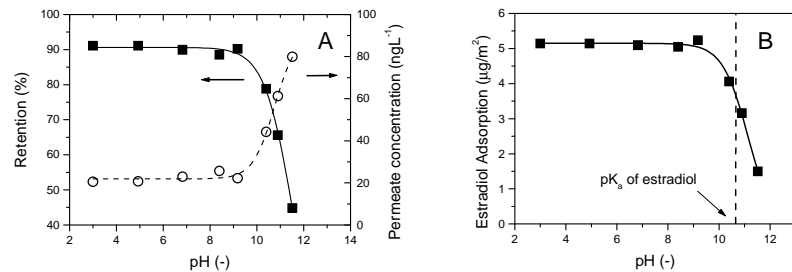 A
100
90
80
70
60
50
40
Retention (%)
100
80
60
40
20
0
Permeate concentration (ngL⁻¹)
2 4 6 8 10 12 14
pH (-)
B
6
5
4
3
2
1
0
Estradiol Adsorption (µg/m²)
pKₐ of estradiol
2 4 6 8 10 12 14
pH (-)